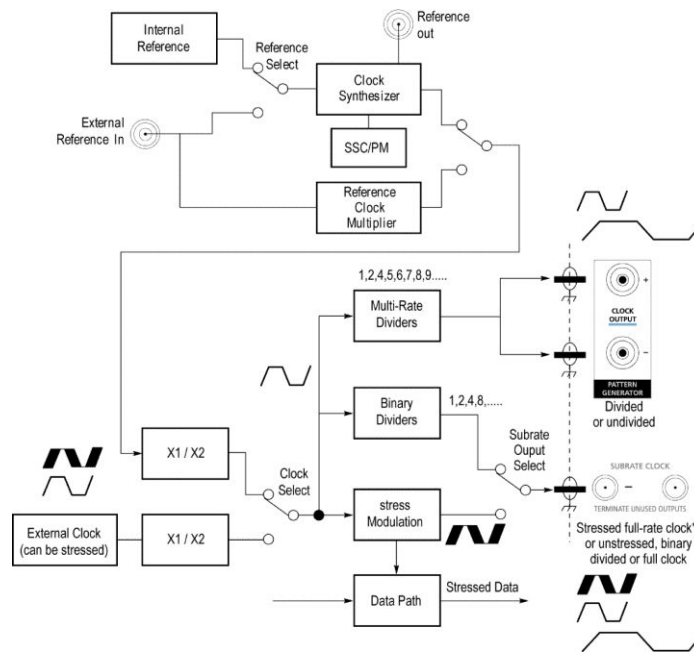 Internal
Reference
Reference
out
Reference
Select
Clock
Synthesizer
External
Reference In
SSC/PM
Reference
Clock
Multiplier
1,2,4,5,6,7,8,9.....
Multi-Rate
Dividers
+
CLOCK
OUTPUT
−
PATTERN
GENERATOR
Divided
or undivided
Binary
Dividers
1,2,4,8,.....
Subrate
Ouput
Select
X1 / X2
Clock
Select
SUBRATE CLOCK
−
TERMINATE UNUSED OUTPUTS
External Clock
(can be stressed)
X1 / X2
stress
Modulation
Stressed full-rate clock*
or unstressed, binary
divided or full clock
Data Path
Stressed Data